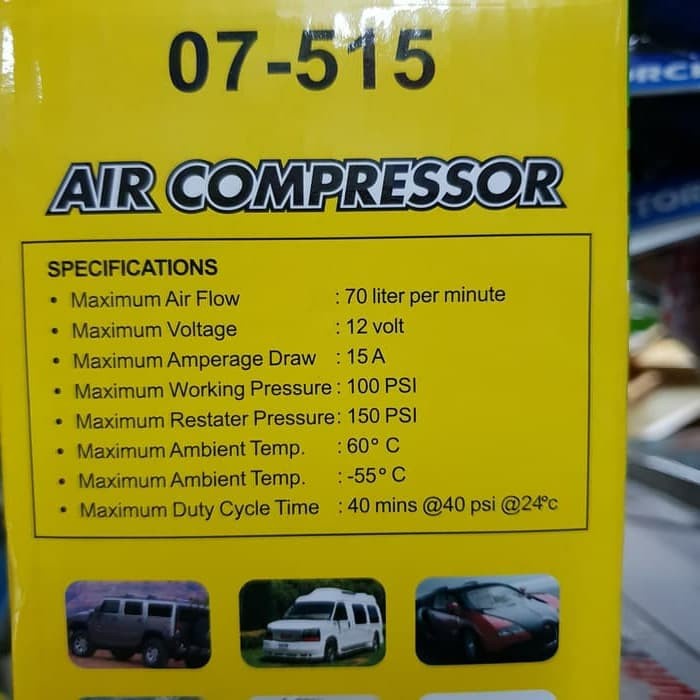 07-515
AIR COMPRESSOR
SPECIFICATIONS
• Maximum Air Flow : 70 liter per minute
• Maximum Voltage : 12 volt
• Maximum Amperage Draw : 15 A
• Maximum Working Pressure : 100 PSI
• Maximum Restater Pressure: 150 PSI
• Maximum Ambient Temp. : 60° C
• Maximum Ambient Temp. : -55° C
• Maximum Duty Cycle Time : 40 mins @40 psi @24°c